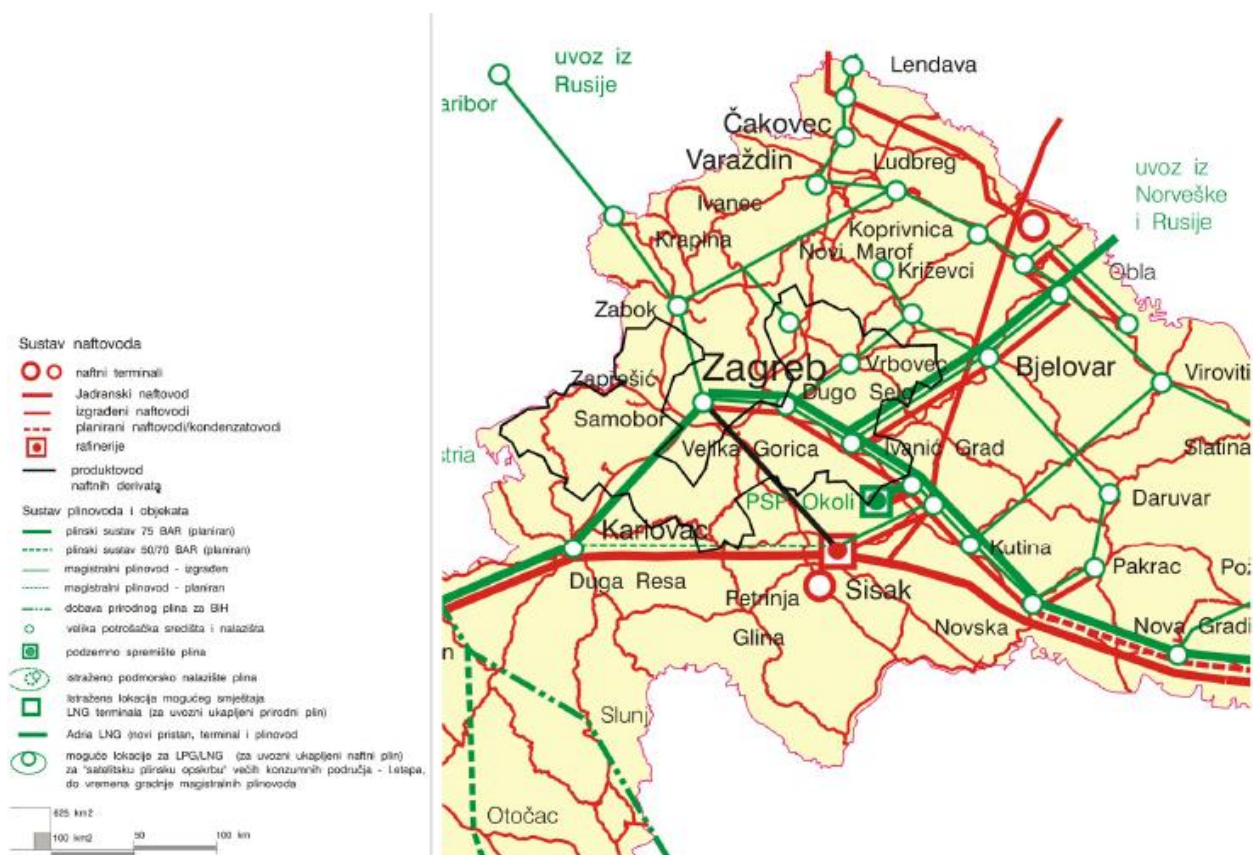 Sustav naftovoda
naftni terminali
Jadranski naftovod
izgrađeni naftovodi
planirani naftovodi/kondenzatovodi
rafinerije
produktovod
naftnih derivata
Sustav plinovoda i objekata
plinski sustav 75 BAR (planiran)
plinski sustav 50/70 BAR (planiran)
magistralni plinovod - izgrađen
magistralni plinovod - planiran
dobava prirodnog plina za BIH
velika potrošačka središta i nalazišta
podzemno spremište plina
istraženo podmorsko nalazište plina
Istražena lokacija mogućeg smještaja
LNG terminala (za uvozni ukapljeni prirodni plin)
Adria LNG (novi pristan, terminal i plinovod
moguće lokacije za LPG/LNG (za uvozni ukapljeni naftni plin)
za "satelitsku plinsku opskrbu" većih konzumnih područja - I.etapa,
do vremena gradnje magistralnih plinovoda
625 km2
100 km2 50 100 km
uvoz iz
Rusije
aribor
Lendava
Čakovec
Varaždin
Ludbreg
uvoz iz
Norveške
i Rusije
Ivanec
Krapina
Koprivnica
Novi Marof
Križevci
Obla
Zabok
Zagreb
Vrbovec
Bjelovar
Viroviti
Zaprešić
Dugo Selo
Samobor
Velika Gorica
Ivanić Grad
Slatina
stria
PSP Okoli
Daruvar
Karlovac
Kutina
Pakrac
Pož
Duga Resa
Petrinja
Sisak
Glina
Novska
Nova Gradi
n
Slunj
Otočac